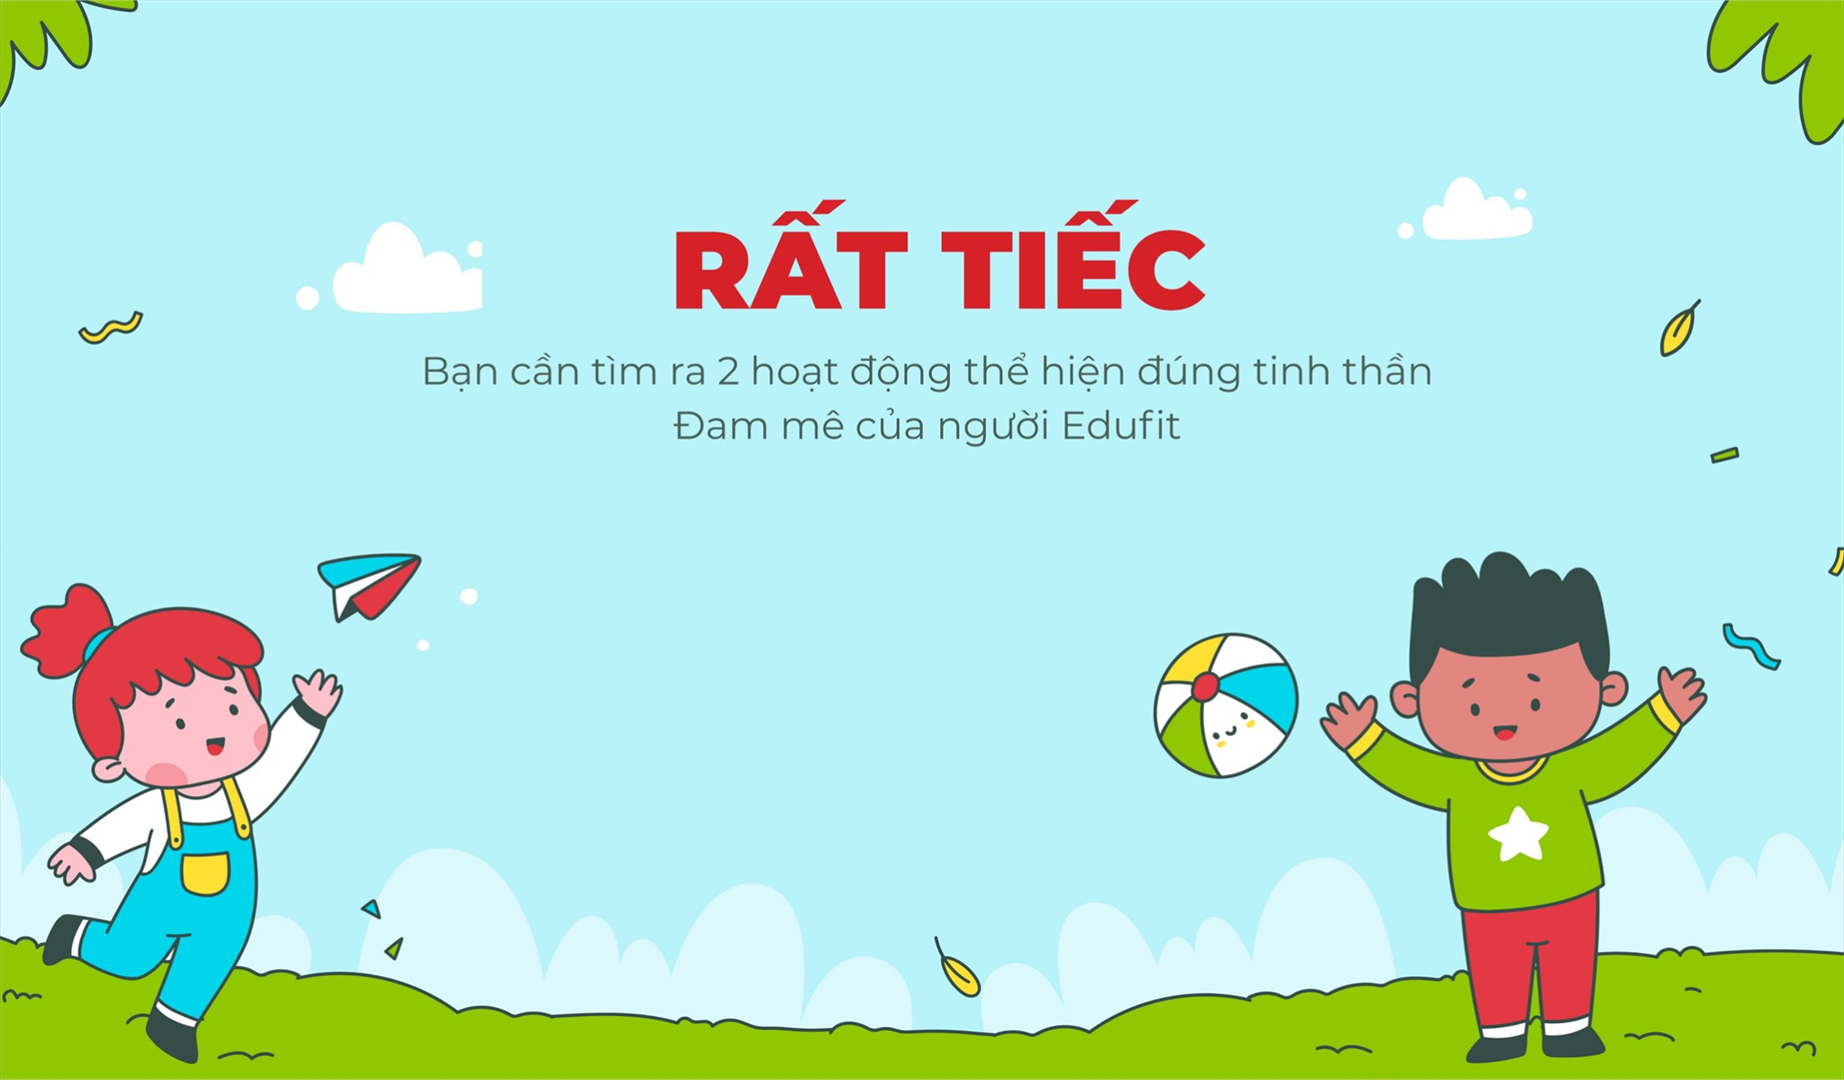 RẤT TIẾC
Bạn cần tìm ra 2 hoạt động thể hiện đúng tinh thần
Đam mê của người Edufit